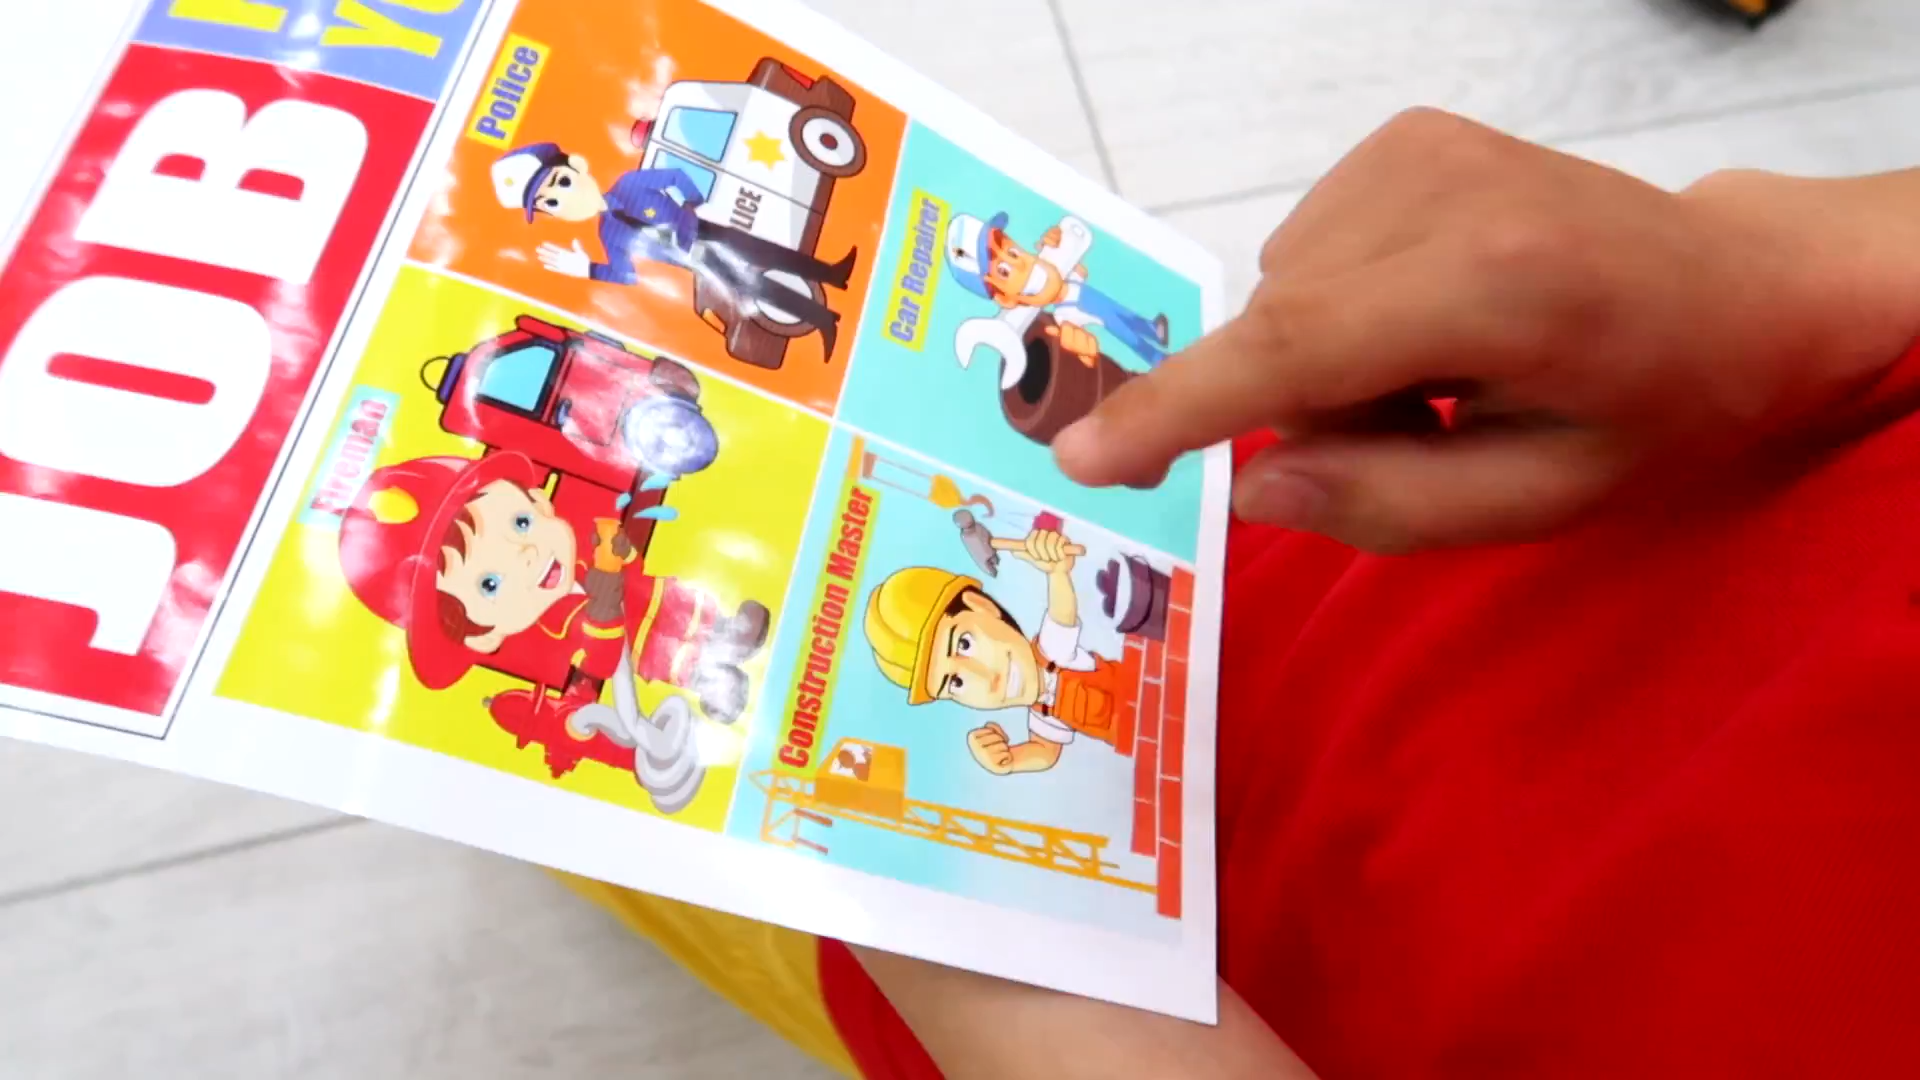 JOB
Police
LICE
Car Repairer
Fireman
Construction Master